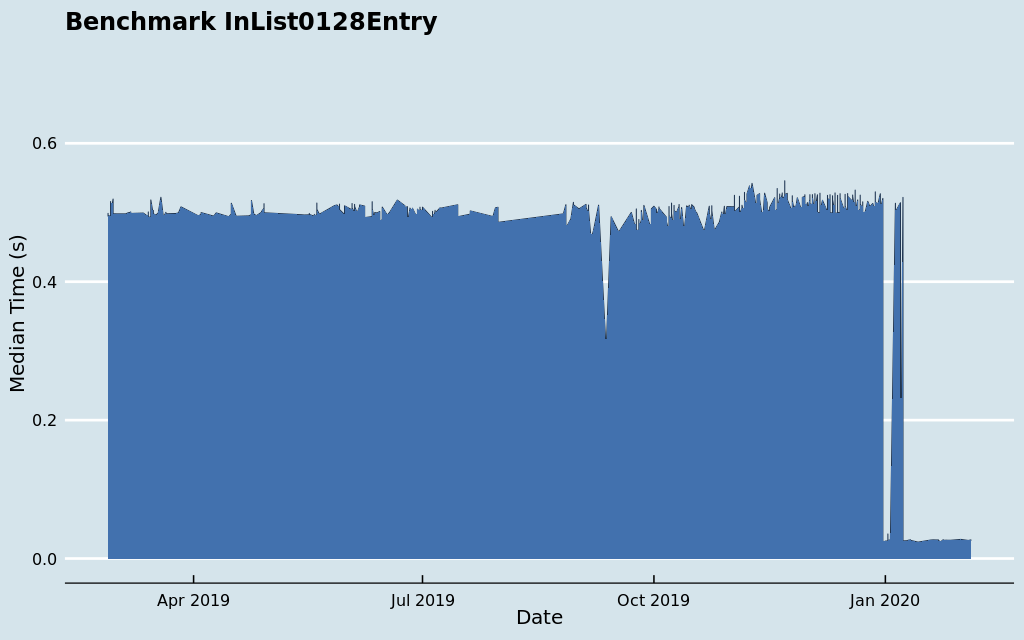 Benchmark InList0128Entry
Median Time (s)
0.6
0.4
0.2
0.0
Apr 2019
Jul 2019
Oct 2019
Jan 2020
Date